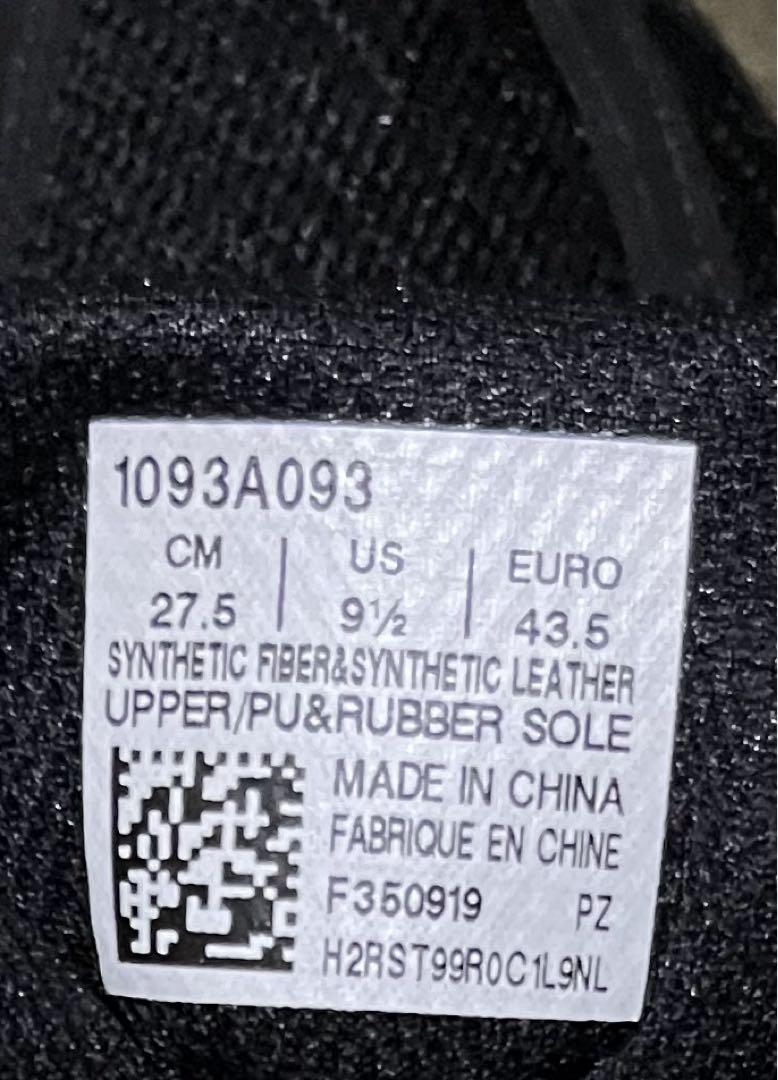 1093A093
CM | US | EURO
27.5 | 9½ | 43.5
SYNTHETIC FIBER&SYNTHETIC LEATHER
UPPER/PU&RUBBER SOLE
MADE IN CHINA
FABRIQUE EN CHINE
F350919 PZ
H2RST99R0C1L9NL